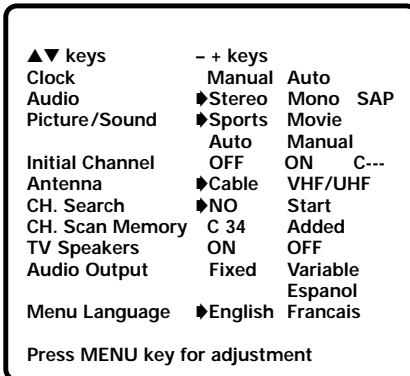 ▲▼ keys – + keys
Clock Manual Auto
Audio ➧Stereo Mono SAP
Picture/Sound ➧Sports Movie
Auto Manual
Initial Channel OFF ON C---
Antenna ➧Cable VHF/UHF
CH. Search ➧NO Start
CH. Scan Memory C 34 Added
TV Speakers ON OFF
Audio Output Fixed Variable
Espanol
Menu Language ➧English Francais
Press MENU key for adjustment